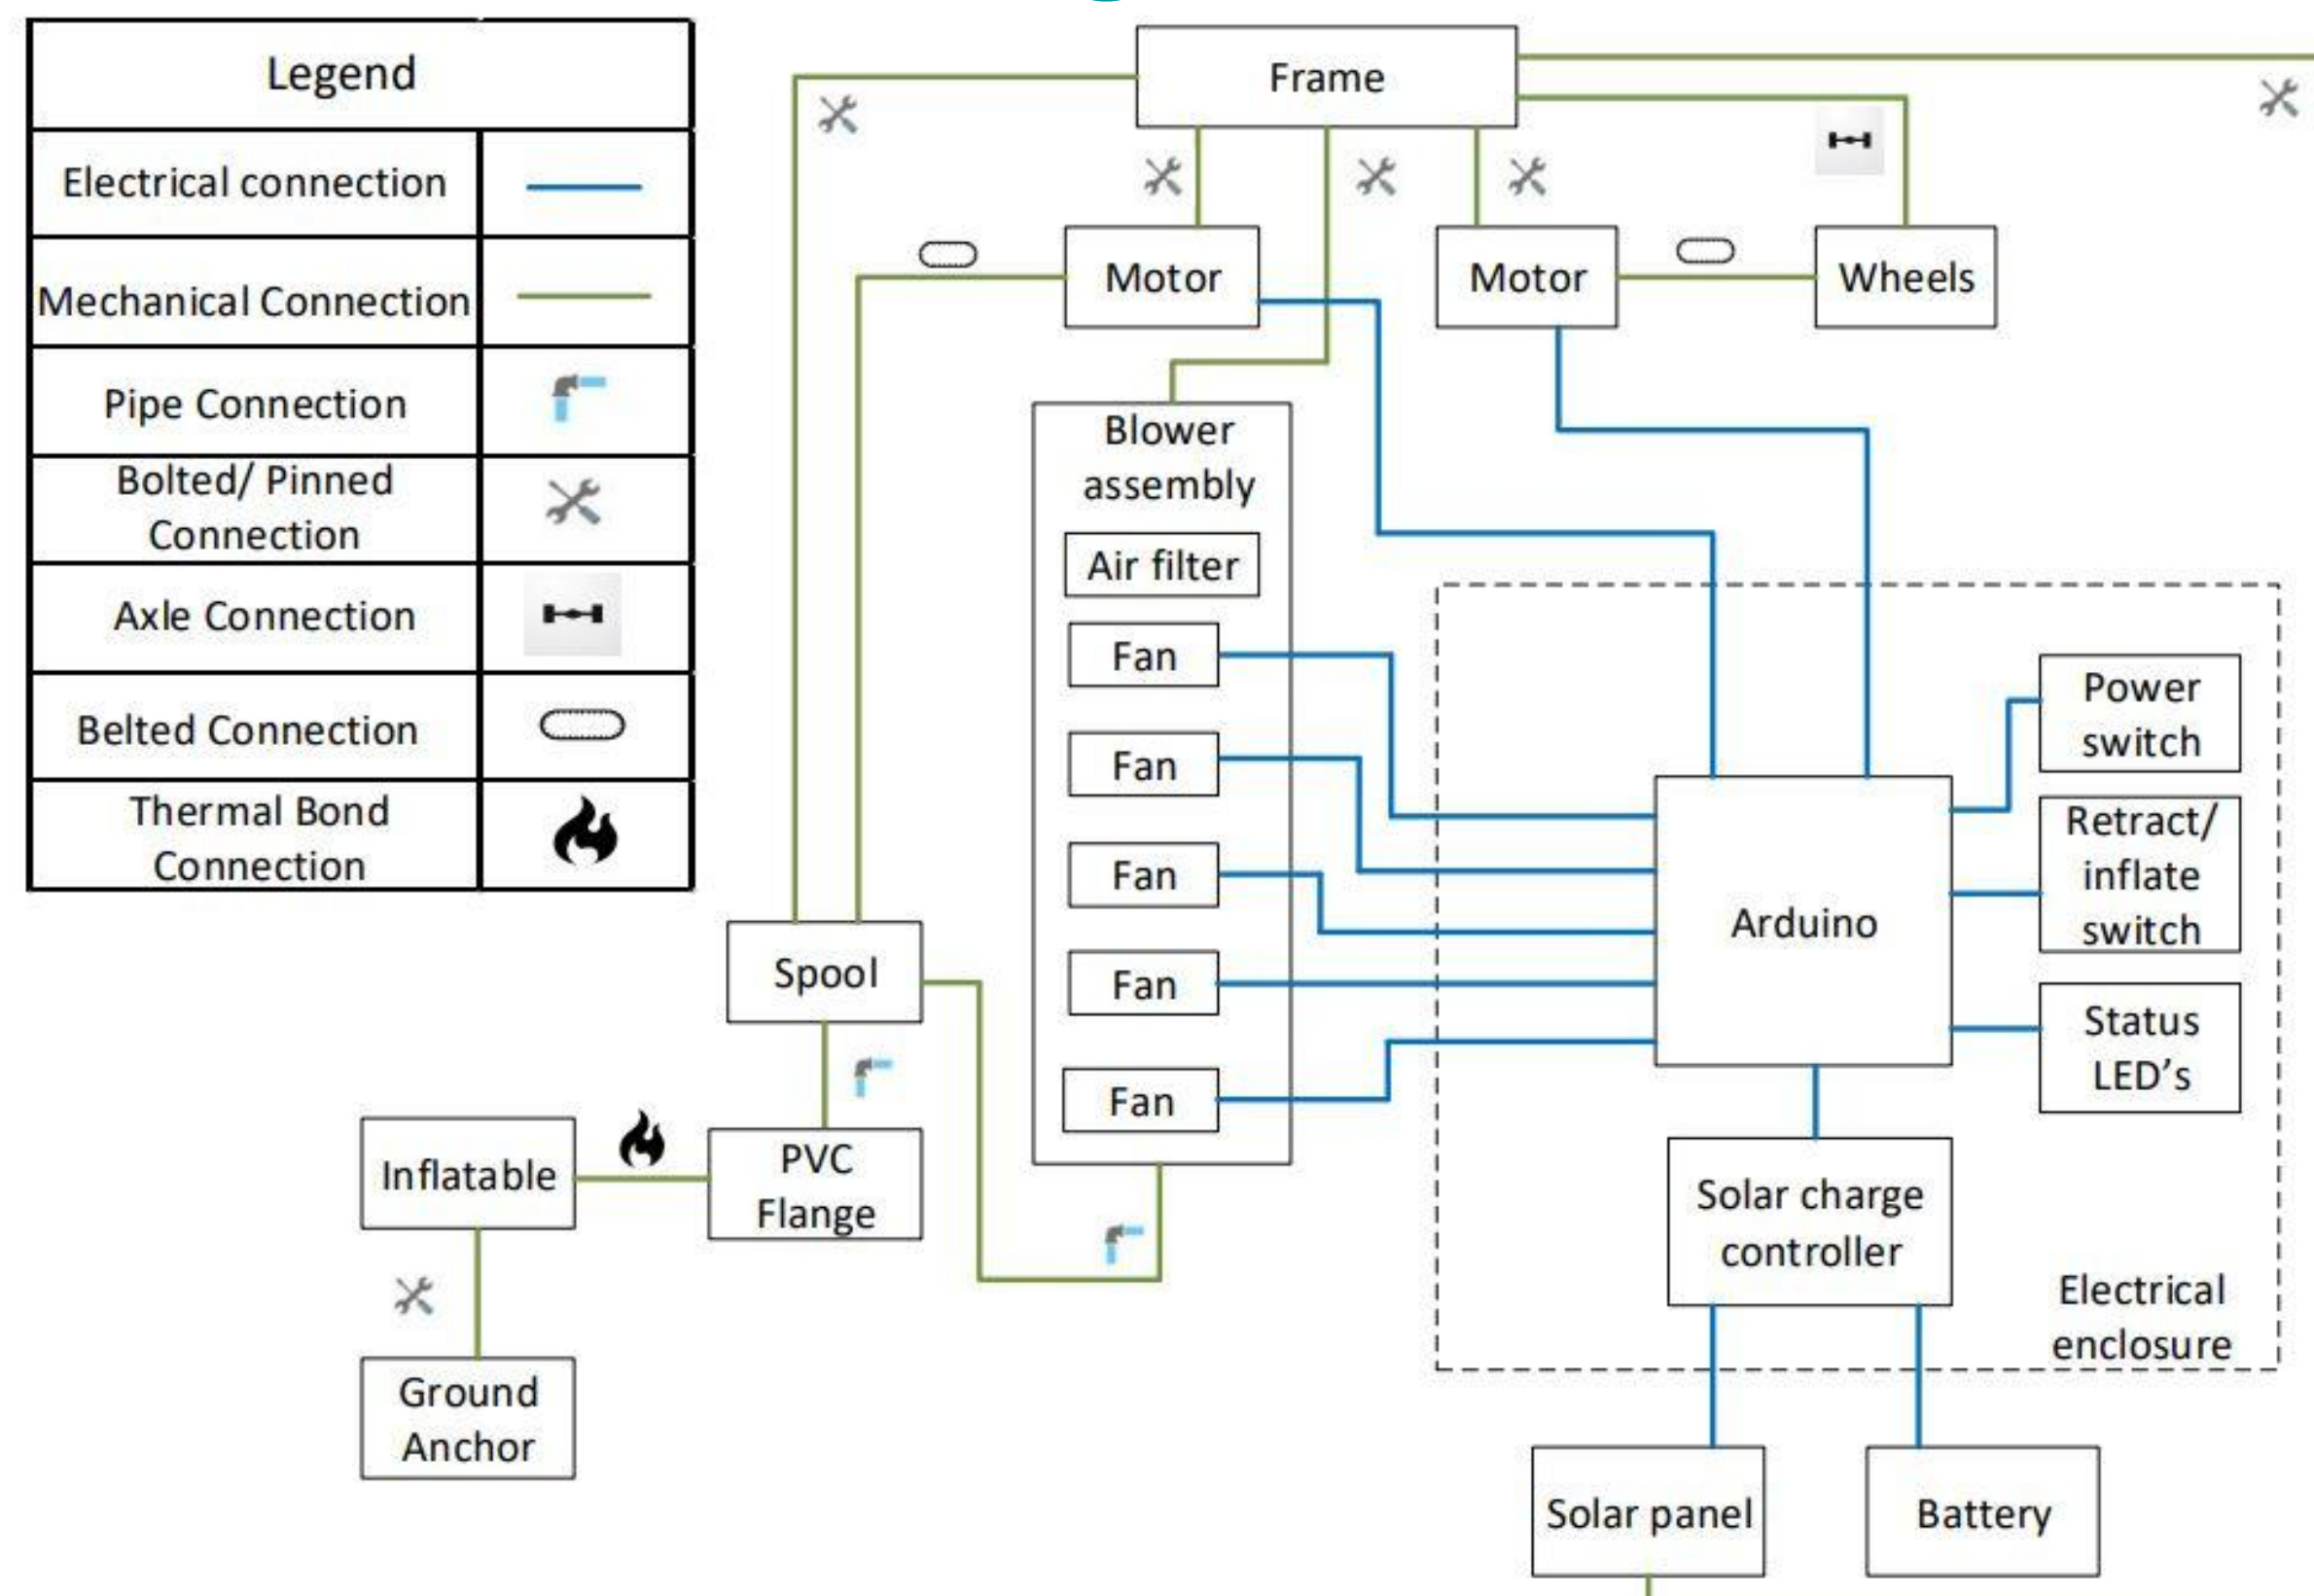 Legend
Electrical connection
Mechanical Connection
Pipe Connection
Bolted/ Pinned
Connection
Axle Connection
Belted Connection
Thermal Bond
Connection
Frame
Motor
Motor
Wheels
Blower
assembly
Air filter
Fan
Fan
Fan
Fan
Fan
Spool
PVC
Flange
Inflatable
Ground
Anchor
Arduino
Power
switch
Retract/
inflate
switch
Status
LED’s
Solar charge
controller
Electrical
enclosure
Solar panel
Battery